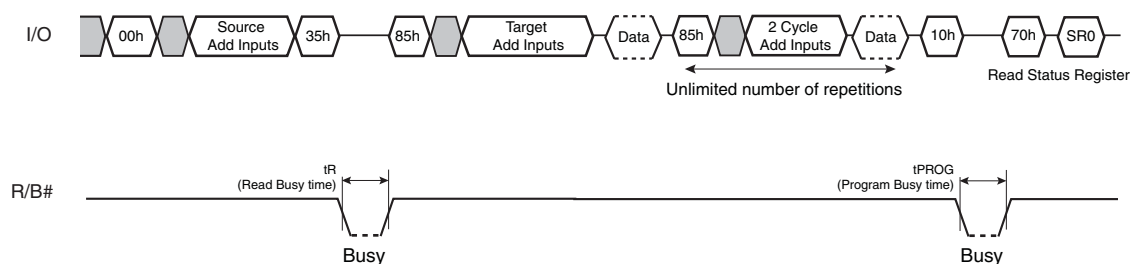 I/O
00h
Source
Add Inputs
35h
85h
Target
Add Inputs
Data
85h
2 Cycle
Add Inputs
Data
10h
70h
SR0
Unlimited number of repetitions
Read Status Register
R/B#
tR
(Read Busy time)
Busy
tPROG
(Program Busy time)
Busy